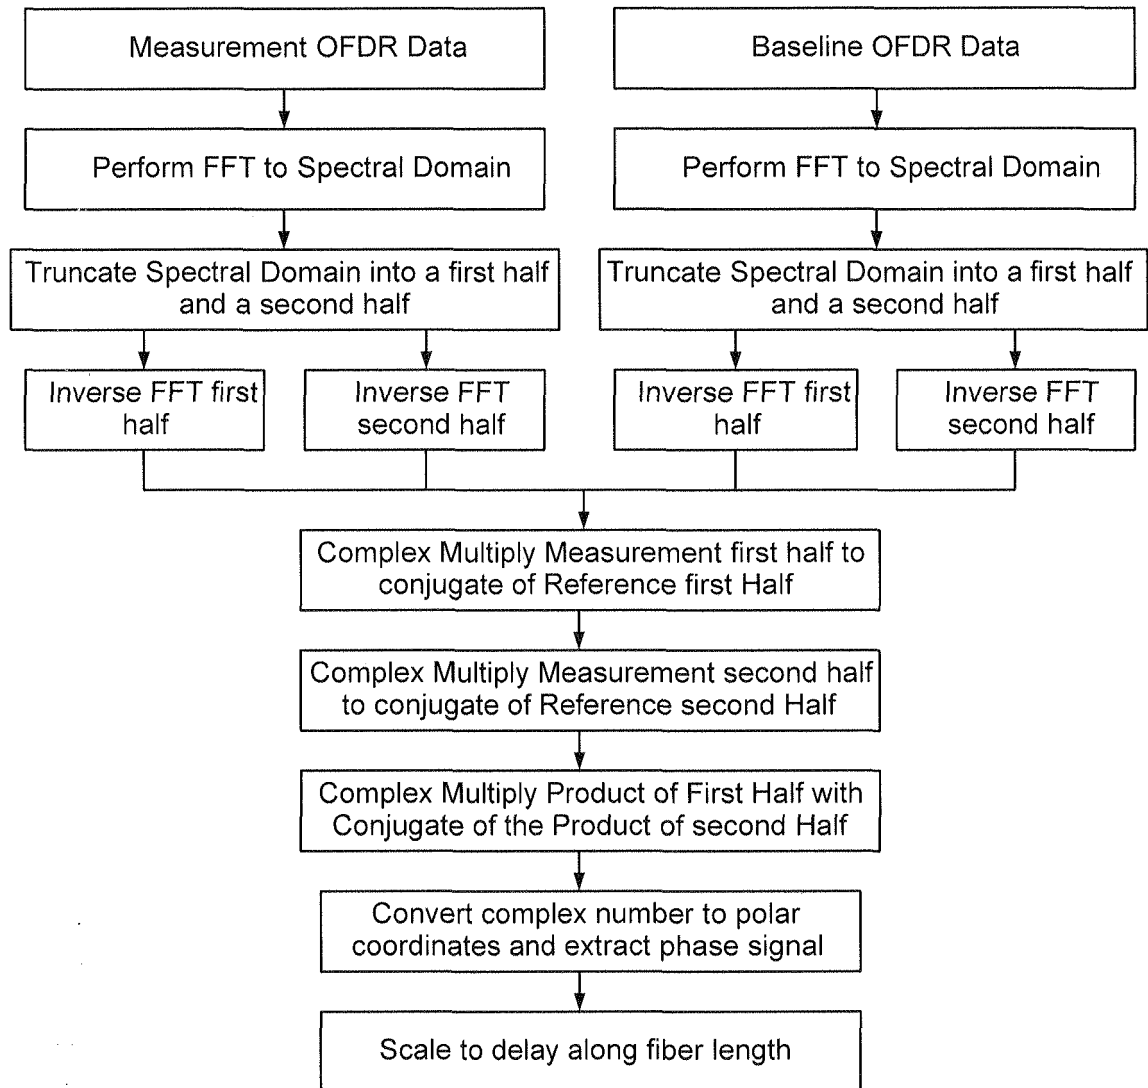 Measurement OFDR Data
Baseline OFDR Data
Perform FFT to Spectral Domain
Perform FFT to Spectral Domain
Truncate Spectral Domain into a first half
and a second half
Truncate Spectral Domain into a first half
and a second half
Inverse FFT first
half
Inverse FFT
second half
Inverse FFT first
half
Inverse FFT
second half
Complex Multiply Measurement first half to
conjugate of Reference first Half
Complex Multiply Measurement second half
to conjugate of Reference second Half
Complex Multiply Product of First Half with
Conjugate of the Product of second Half
Convert complex number to polar
coordinates and extract phase signal
Scale to delay along fiber length